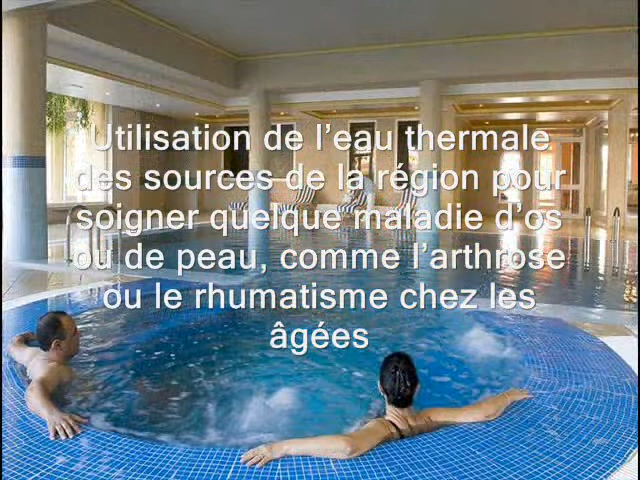 Utilisation de l’eau thermale
des sources de la région pour
soigner quelque maladie d’os
ou de peau, comme l’arthrose
ou le rhumatisme chez les
âgées